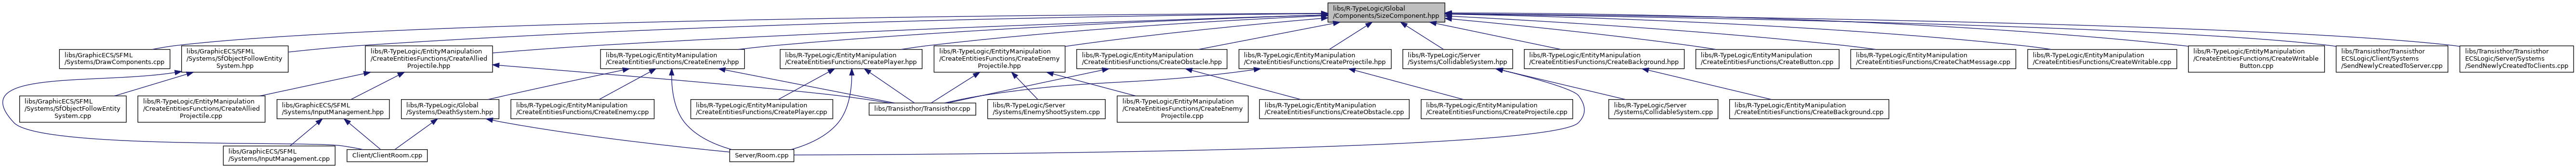 libs/R-TypeLogic/Global
/Components/SizeComponent.hpp
libs/GraphicECS/SFML
/Systems/DrawComponents.cpp
libs/GraphicECS/SFML
/Systems/SfObjectFollowEntity
System.hpp
libs/R-TypeLogic/EntityManipulation
/CreateEntitiesFunctions/CreateAllied
Projectile.hpp
libs/R-TypeLogic/EntityManipulation
/CreateEntitiesFunctions/CreateEnemy.hpp
libs/R-TypeLogic/EntityManipulation
/CreateEntitiesFunctions/CreatePlayer.hpp
libs/R-TypeLogic/EntityManipulation
/CreateEntitiesFunctions/CreateEnemy
Projectile.hpp
libs/R-TypeLogic/EntityManipulation
/CreateEntitiesFunctions/CreateObstacle.hpp
libs/R-TypeLogic/EntityManipulation
/CreateEntitiesFunctions/CreateProjectile.hpp
libs/R-TypeLogic/Server
/Systems/CollidableSystem.hpp
libs/R-TypeLogic/EntityManipulation
/CreateEntitiesFunctions/CreateBackground.hpp
libs/R-TypeLogic/EntityManipulation
/CreateEntitiesFunctions/CreateButton.cpp
libs/R-TypeLogic/EntityManipulation
/CreateEntitiesFunctions/CreateChatMessage.cpp
libs/R-TypeLogic/EntityManipulation
/CreateEntitiesFunctions/CreateWritable.cpp
libs/R-TypeLogic/EntityManipulation
/CreateEntitiesFunctions/CreateWritable
Button.cpp
libs/Transisthor/Transisthor
ECSLogic/Client/Systems
/SendNewlyCreatedToServer.cpp
libs/Transisthor/Transisthor
ECSLogic/Server/Systems
/SendNewlyCreatedToClients.cpp
libs/GraphicECS/SFML
/Systems/SfObjectFollowEntity
System.cpp
libs/R-TypeLogic/EntityManipulation
/CreateEntitiesFunctions/CreateAllied
Projectile.cpp
libs/GraphicECS/SFML
/Systems/InputManagement.hpp
libs/R-TypeLogic/Global
/Systems/DeathSystem.hpp
libs/R-TypeLogic/EntityManipulation
/CreateEntitiesFunctions/CreateEnemy.cpp
libs/R-TypeLogic/EntityManipulation
/CreateEntitiesFunctions/CreatePlayer.cpp
libs/Transisthor/Transisthor.cpp
libs/R-TypeLogic/Server
/Systems/EnemyShootSystem.cpp
libs/R-TypeLogic/EntityManipulation
/CreateEntitiesFunctions/CreateEnemy
Projectile.cpp
libs/R-TypeLogic/EntityManipulation
/CreateEntitiesFunctions/CreateObstacle.cpp
libs/R-TypeLogic/EntityManipulation
/CreateEntitiesFunctions/CreateProjectile.cpp
libs/R-TypeLogic/Server
/Systems/CollidableSystem.cpp
libs/R-TypeLogic/EntityManipulation
/CreateEntitiesFunctions/CreateBackground.cpp
libs/GraphicECS/SFML
/Systems/InputManagement.cpp
Client/ClientRoom.cpp
Server/Room.cpp